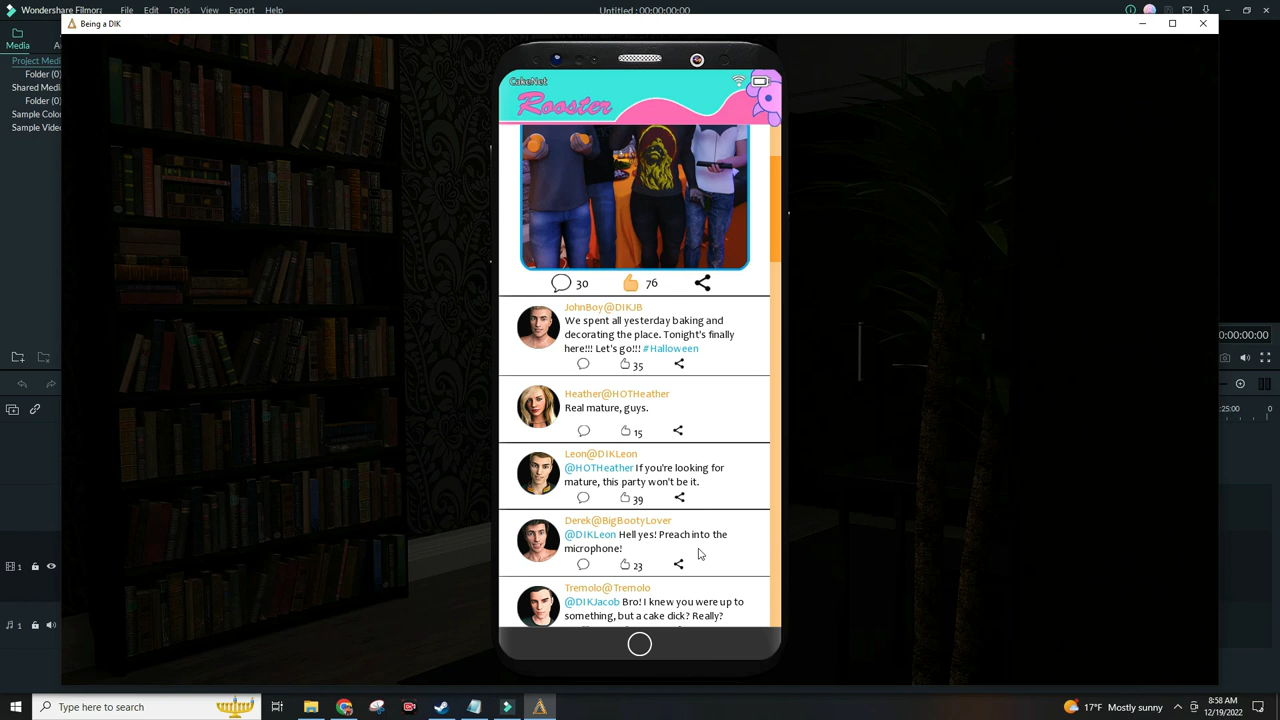 File
Edit
Tools
View
Export
Help
Untitled
00:00:00
Being a DIK
Media
Project Media
Folder (0
Shared Media
Sample Col
Folder (0
Sample Vide
CakeNet
Rooster
30
76
JohnBoy@DIKJB
We spent all yesterday baking and
decorating the place. Tonight's finally
here!!! Let's go!!! #Halloween
35
Heather@HOTHeather
Real mature, guys.
15
Leon@DIKLeon
@HOTHeather If you're looking for
mature, this party won't be it.
39
Derek@BigBootyLover
@DIKLeon Hell yes! Preach into the
microphone!
23
Tremolo@Tremolo
@DIKJacob Bro! I knew you were up to
something, but a cake dick? Really?
00:00:00
:25:00
0
Type here to search
17°F Mostly sunny
8:58 AM
12/19/2022